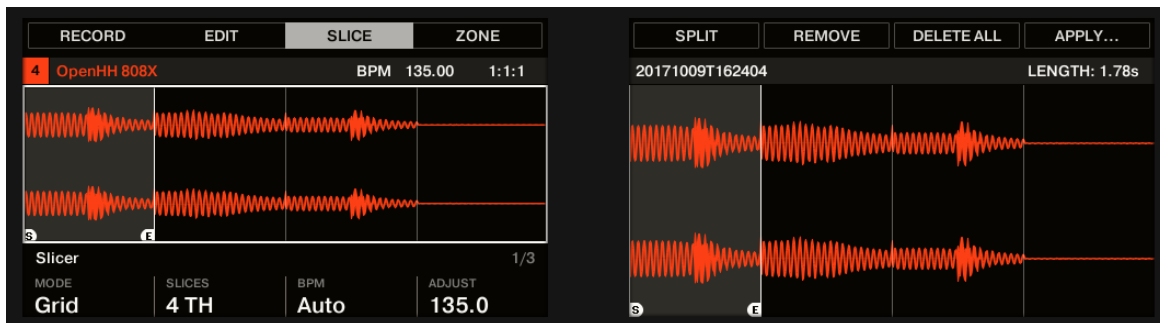 RECORD EDIT SLICE ZONE
4 OpenHH 808X BPM 135.00 1:1:1
S E
Slicer 1/3
MODE SLICES BPM ADJUST
Grid 4 TH Auto 135.0
SPLIT REMOVE DELETE ALL APPLY...
20171009T162404 LENGTH: 1.78s
S E